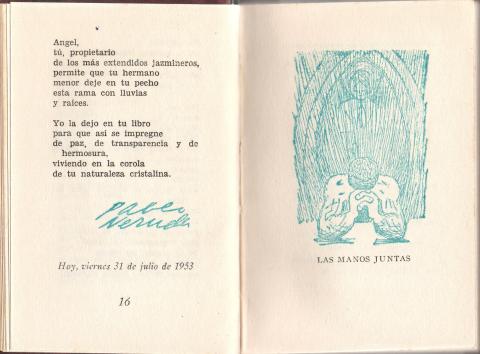 Angel,
tú, propietario
de los más extendidos jazmineros,
permite que tu hermano
menor deje en tu pecho
esta rama con lluvias
y raíces.
Yo la dejo en tu libro
para que así se impregne
de paz, de transparencia y de
hermosura,
viviendo en la corola
de tu naturaleza cristalina.
Pablo
Neruda
Hoy, viernes 31 de julio de 1953
16
LAS MANOS JUNTAS